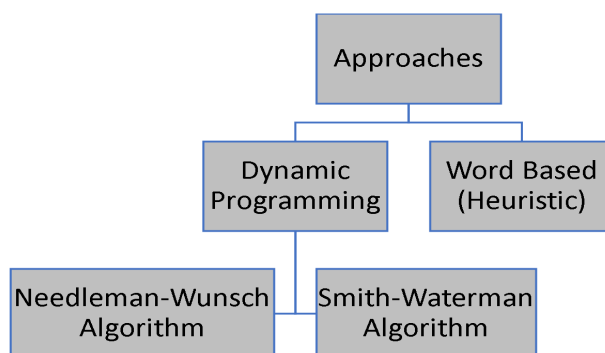 Approaches
Dynamic
Programming
Word Based
(Heuristic)
Needleman-Wunsch
Algorithm
Smith-Waterman
Algorithm